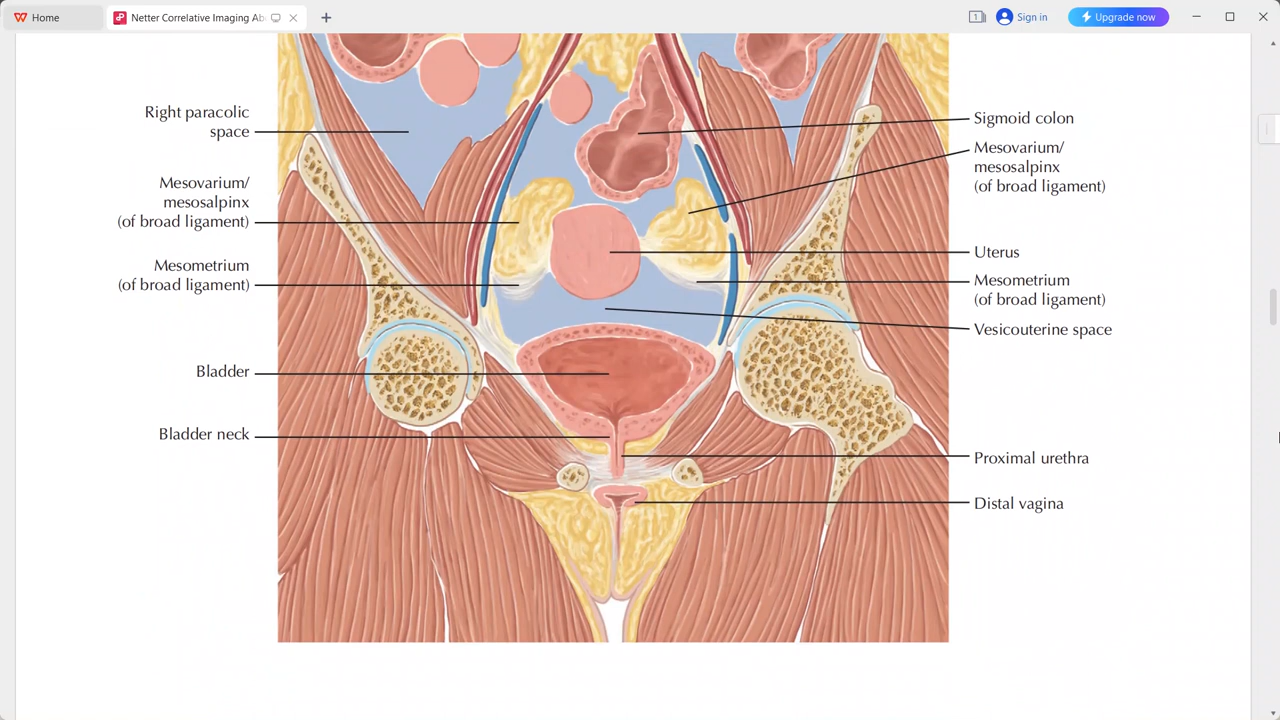 Home
Netter Correlative Imaging Ab
1
Sign in
Upgrade now
Right paracolic
space
Mesovarium/
mesosalpinx
(of broad ligament)
Mesometrium
(of broad ligament)
Bladder
Bladder neck
Sigmoid colon
Mesovarium/
mesosalpinx
(of broad ligament)
Uterus
Mesometrium
(of broad ligament)
Vesicouterine space
Proximal urethra
Distal vagina